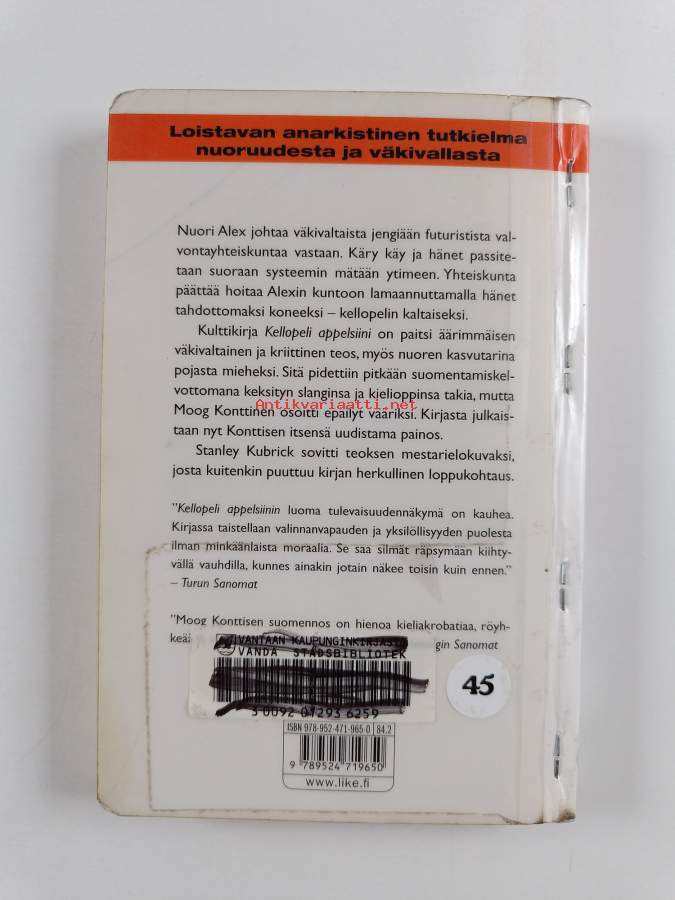 Loistavan anarkistinen tutkielma
nuoruudesta ja väkivallasta
Nuori Alex johtaa väkivaltaista jengiään futuristista val-
vontayhteiskuntaa vastaan. Käry käy ja hänet passite-
taan suoraan systeemin mätään ytimeen. Yhteiskunta
päättää hoitaa Alexin kuntoon lamaannuttamalla hänet
tahdottomaksi koneeksi – kellopelin kaltaiseksi.
Kulttikirja Kellopeli appelsiini on paitsi äärimmäisen
väkivaltainen ja kriittinen teos, myös nuoren kasvutarina
pojasta mieheksi. Sitä pidettiin pitkään suomentamiskel-
vottomana keksityn slanginsa ja kielioppinsa takia, mutta
Antikvariaatti.net
Moog Konttinen osoitti epäilyt vääriksi. Kirjasta julkais-
taan nyt Konttisen itsensä uudistama painos.
Stanley Kubrick sovitti teoksen mestarielokuvaksi,
josta kuitenkin puuttuu kirjan herkullinen loppukohtaus.
"Kellopeli appelsiinin luoma tulevaisuudennäkymä on kauhea.
Kirjassa taistellaan valinnanvapauden ja yksilöllisyyden puolesta
ilman minkäänlaista moraalia. Se saa silmät räpsymään kiihty-
vällä vauhdilla, kunnes ainakin jotain näkee toisin kuin ennen."
– Turun Sanomat
"Moog Konttisen suomennos on hienoa kieliakrobatiaa, röyh-
keää
gin Sanomat
VANTAAN KAUPUNGINKIRJASTO
VANDA STADSBIBLIOTEK
3 0092 01293 6259
45
ISBN 978-952-471-965-0 84.2
9 789524 719650
www.like.fi